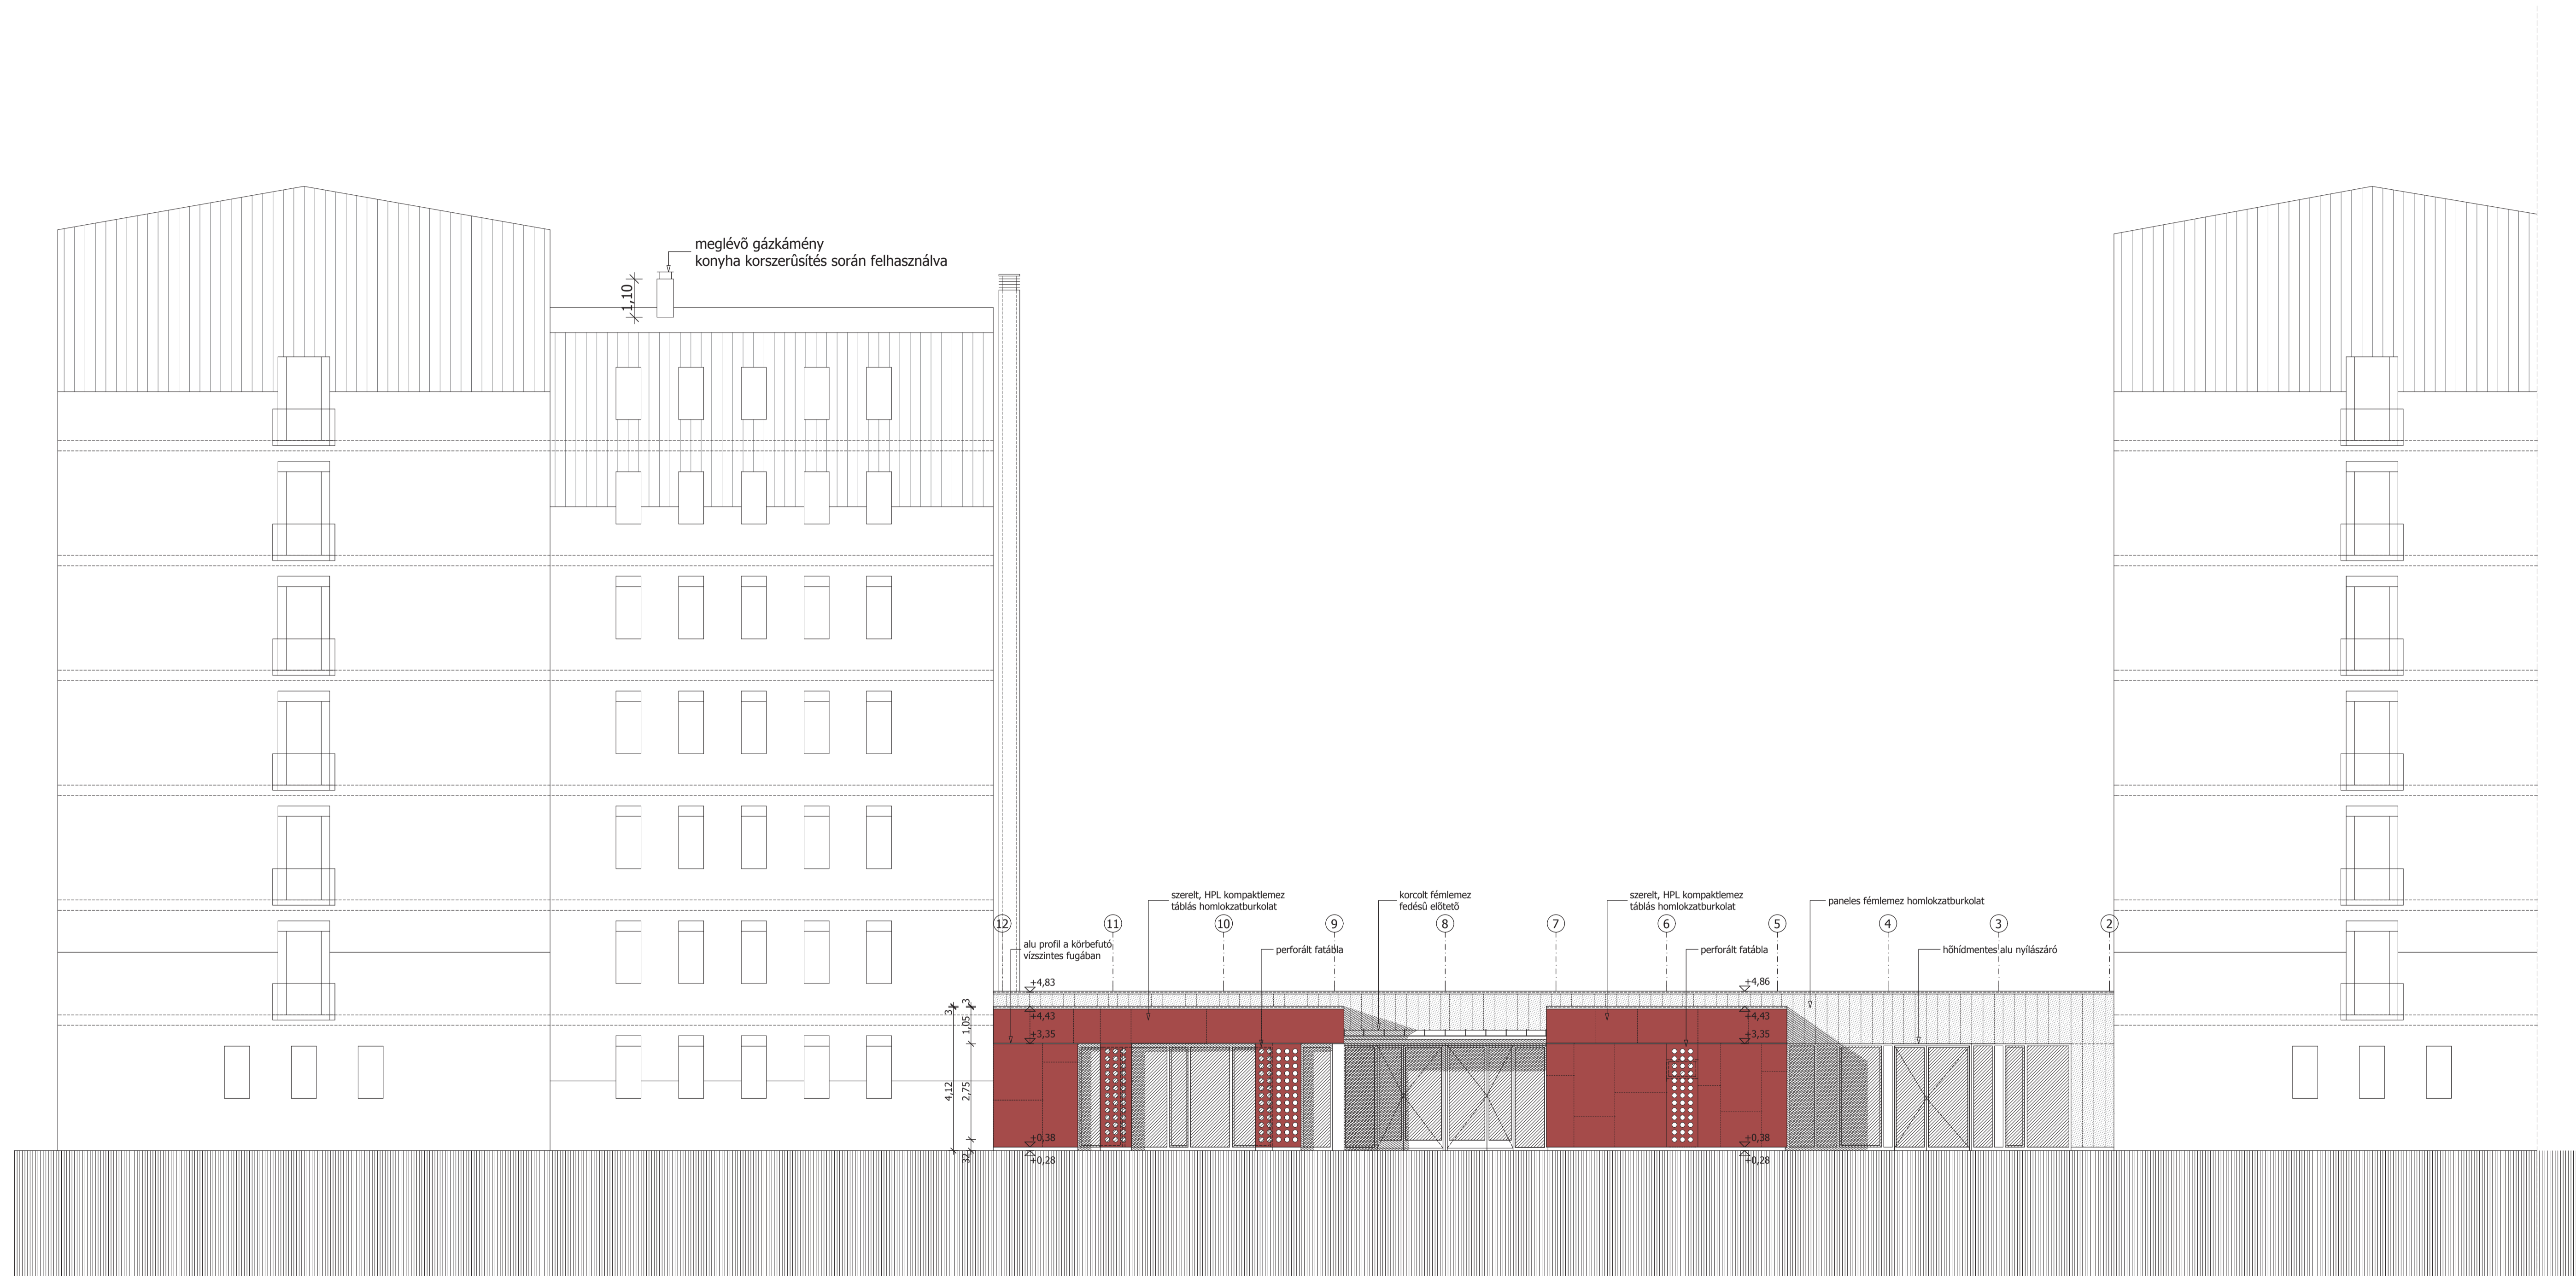 meglévõ gázkámény
konyha korszerûsítés során felhasználva
1,10
szerelt, HPL kompaktlemez
táblás homlokzatburkolat
korcolt fémlemez
fedésû elõtetõ
szerelt, HPL kompaktlemez
táblás homlokzatburkolat
paneles fémlemez homlokzatburkolat
12
11
10
9
8
7
6
5
4
3
2
alu profil a körbefutó
vízszintes fugában
perforált fatábla
perforált fatábla
hõhídmentes alu nyílászáró
+4,83
+4,86
3
3
+4,43
+4,43
1,05
+3,35
+3,35
4,12
2,75
+0,38
+0,38
32
+0,28
+0,28